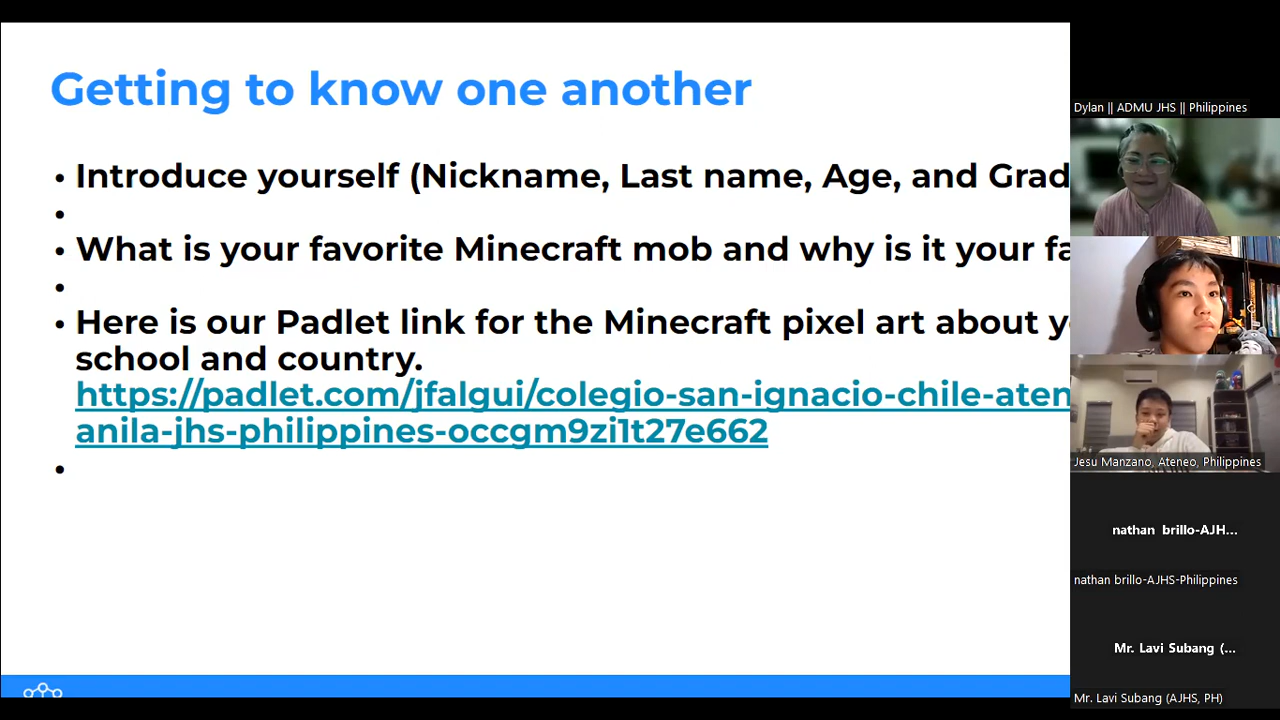 Getting to know one another
• Introduce yourself (Nickname, Last name, Age, and Grad
•
• What is your favorite Minecraft mob and why is it your fa
•
• Here is our Padlet link for the Minecraft pixel art about y
school and country.
https://padlet.com/jfalgui/colegio-san-ignacio-chile-aten
anila-jhs-philippines-occgm9zi1t27e662
•
Dylan || ADMU JHS || Philippines
Jesu Manzano, Ateneo, Philippines
nathan brillo-AJH...
nathan brillo-AJHS-Philippines
Mr. Lavi Subang (...
Mr. Lavi Subang (AJHS, PH)